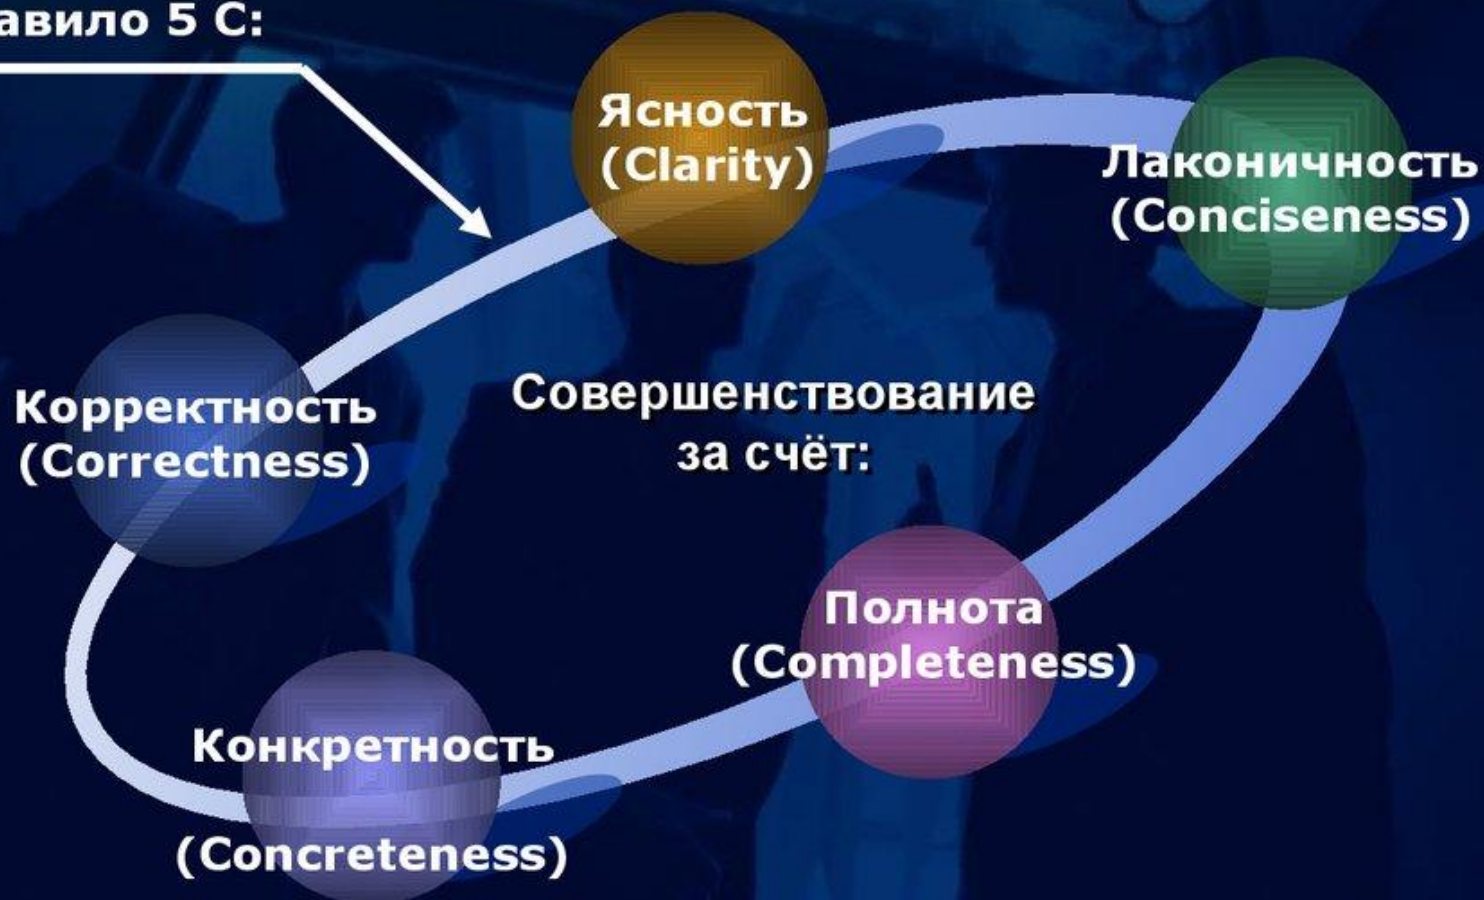 авило 5 С:
Ясность
(Clarity)
Лаконичность
(Conciseness)
Корректность
(Correctness)
Совершенствование
за счёт:
Полнота
(Completeness)
Конкретность
(Concreteness)